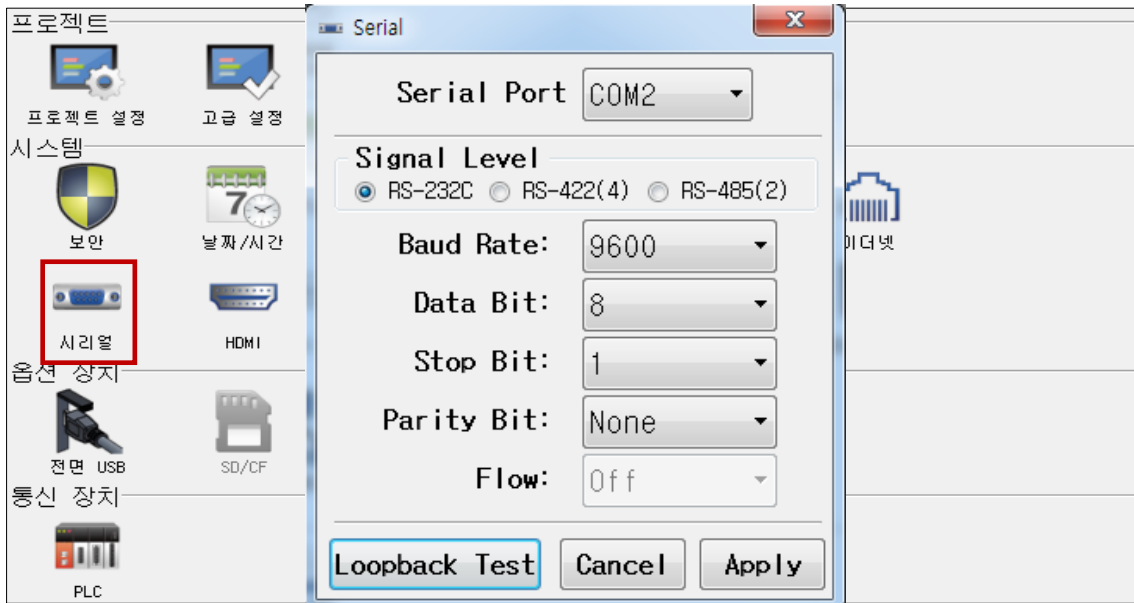 프로젝트
프로젝트 설정
고급 설정
시스템
보안
날짜/시간
7
이더넷
시리얼
HDMI
옵션 장치
전면 USB
SD/CF
통신 장치
PLC
Serial
Serial Port COM2
Signal Level
RS-232C RS-422(4) RS-485(2)
Baud Rate: 9600
Data Bit: 8
Stop Bit: 1
Parity Bit: None
Flow: Off
Loopback Test Cancel Apply